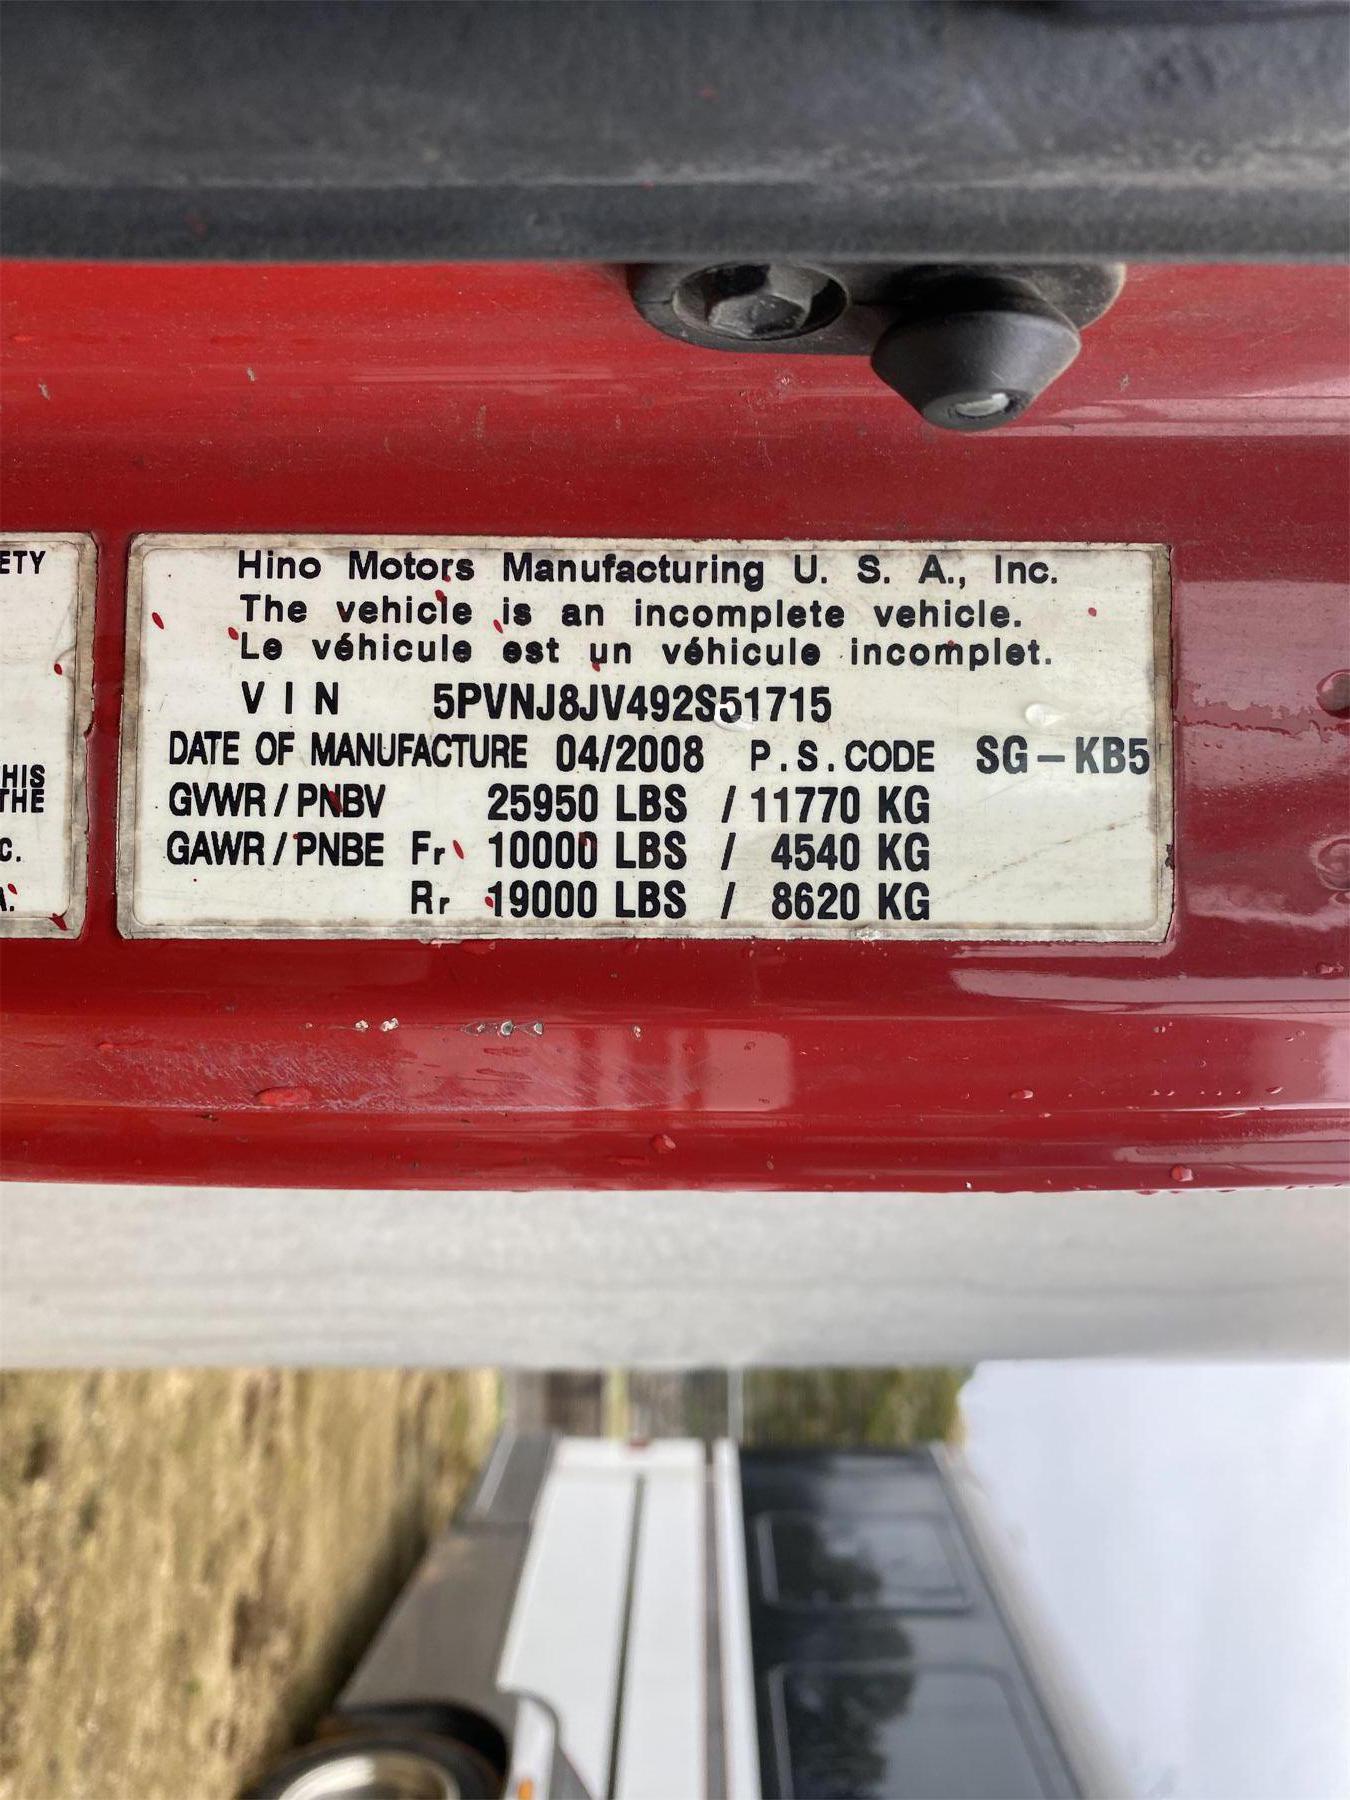 ETY
HIS
THE
C.
A.
Hino Motors Manufacturing U. S. A., Inc.
The vehicle is an incomplete vehicle.
Le véhicule est un véhicule incomplet.
VIN 5PVNJ8JV492S51715
DATE OF MANUFACTURE 04/2008 P.S.CODE SG-KB5
GVWR/PNBV 25950 LBS / 11770 KG
GAWR/PNBE Fr 10000 LBS / 4540 KG
Rr 19000 LBS / 8620 KG